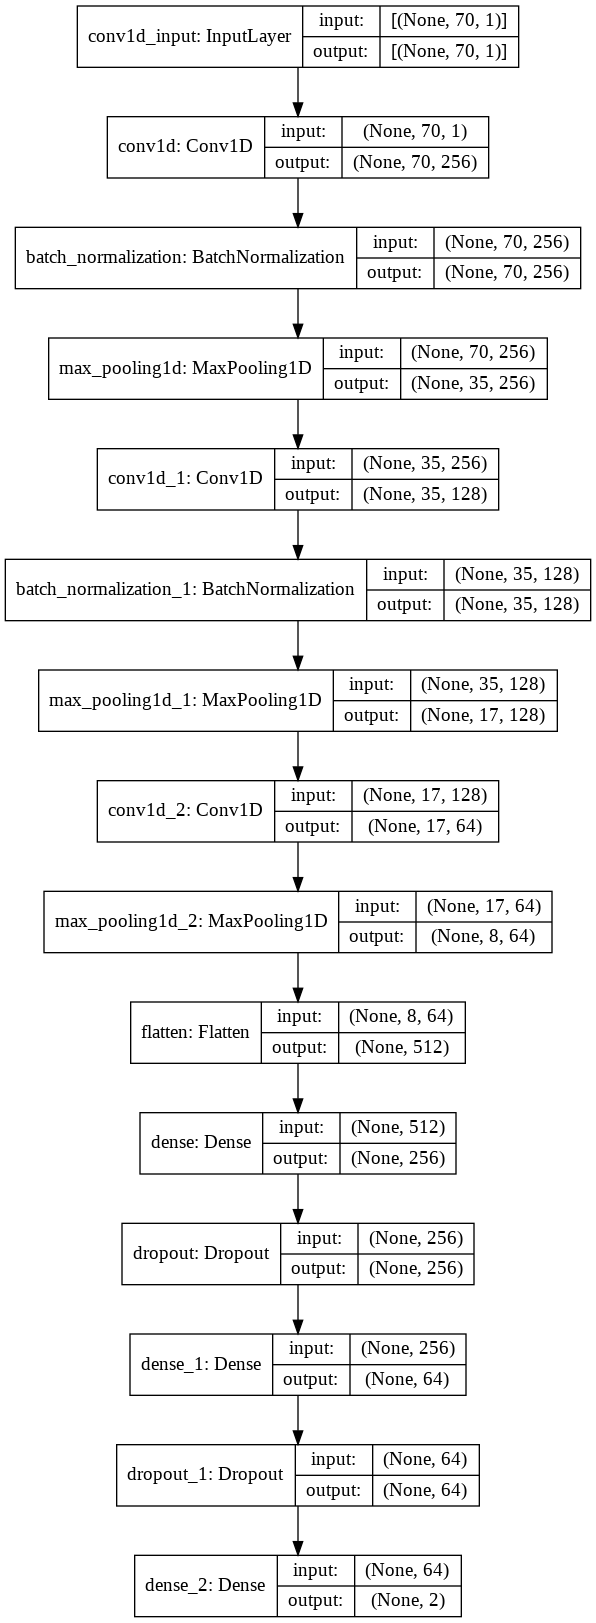 conv1d_input: InputLayer
input: [(None, 70, 1)]
output: [(None, 70, 1)]
conv1d: Conv1D
input: (None, 70, 1)
output: (None, 70, 256)
batch_normalization: BatchNormalization
input: (None, 70, 256)
output: (None, 70, 256)
max_pooling1d: MaxPooling1D
input: (None, 70, 256)
output: (None, 35, 256)
conv1d_1: Conv1D
input: (None, 35, 256)
output: (None, 35, 128)
batch_normalization_1: BatchNormalization
input: (None, 35, 128)
output: (None, 35, 128)
max_pooling1d_1: MaxPooling1D
input: (None, 35, 128)
output: (None, 17, 128)
conv1d_2: Conv1D
input: (None, 17, 128)
output: (None, 17, 64)
max_pooling1d_2: MaxPooling1D
input: (None, 17, 64)
output: (None, 8, 64)
flatten: Flatten
input: (None, 8, 64)
output: (None, 512)
dense: Dense
input: (None, 512)
output: (None, 256)
dropout: Dropout
input: (None, 256)
output: (None, 256)
dense_1: Dense
input: (None, 256)
output: (None, 64)
dropout_1: Dropout
input: (None, 64)
output: (None, 64)
dense_2: Dense
input: (None, 64)
output: (None, 2)